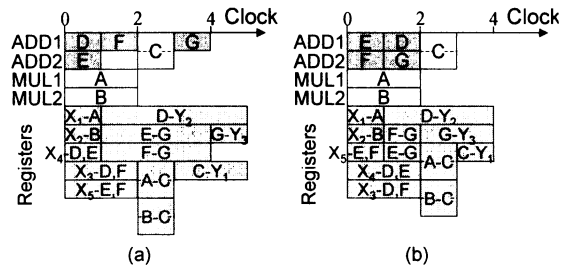 0 2 4 Clock
ADD1 D F G
C
ADD2 E
MUL1 A
MUL2 B
X1-A D-Y2
X2-B E-G G-Y3
X4-D,E F-G
X3-D,F A-C C-Y1
X5-E,F
B-C
Registers
(a)
0 2 4 Clock
ADD1 E D
C
ADD2 F G
MUL1 A
MUL2 B
X1-A D-Y2
X2-B F-G G-Y3
X5-E,F E-G A-C C-Y1
X4-D,E
X3-D,F B-C
Registers
(b)